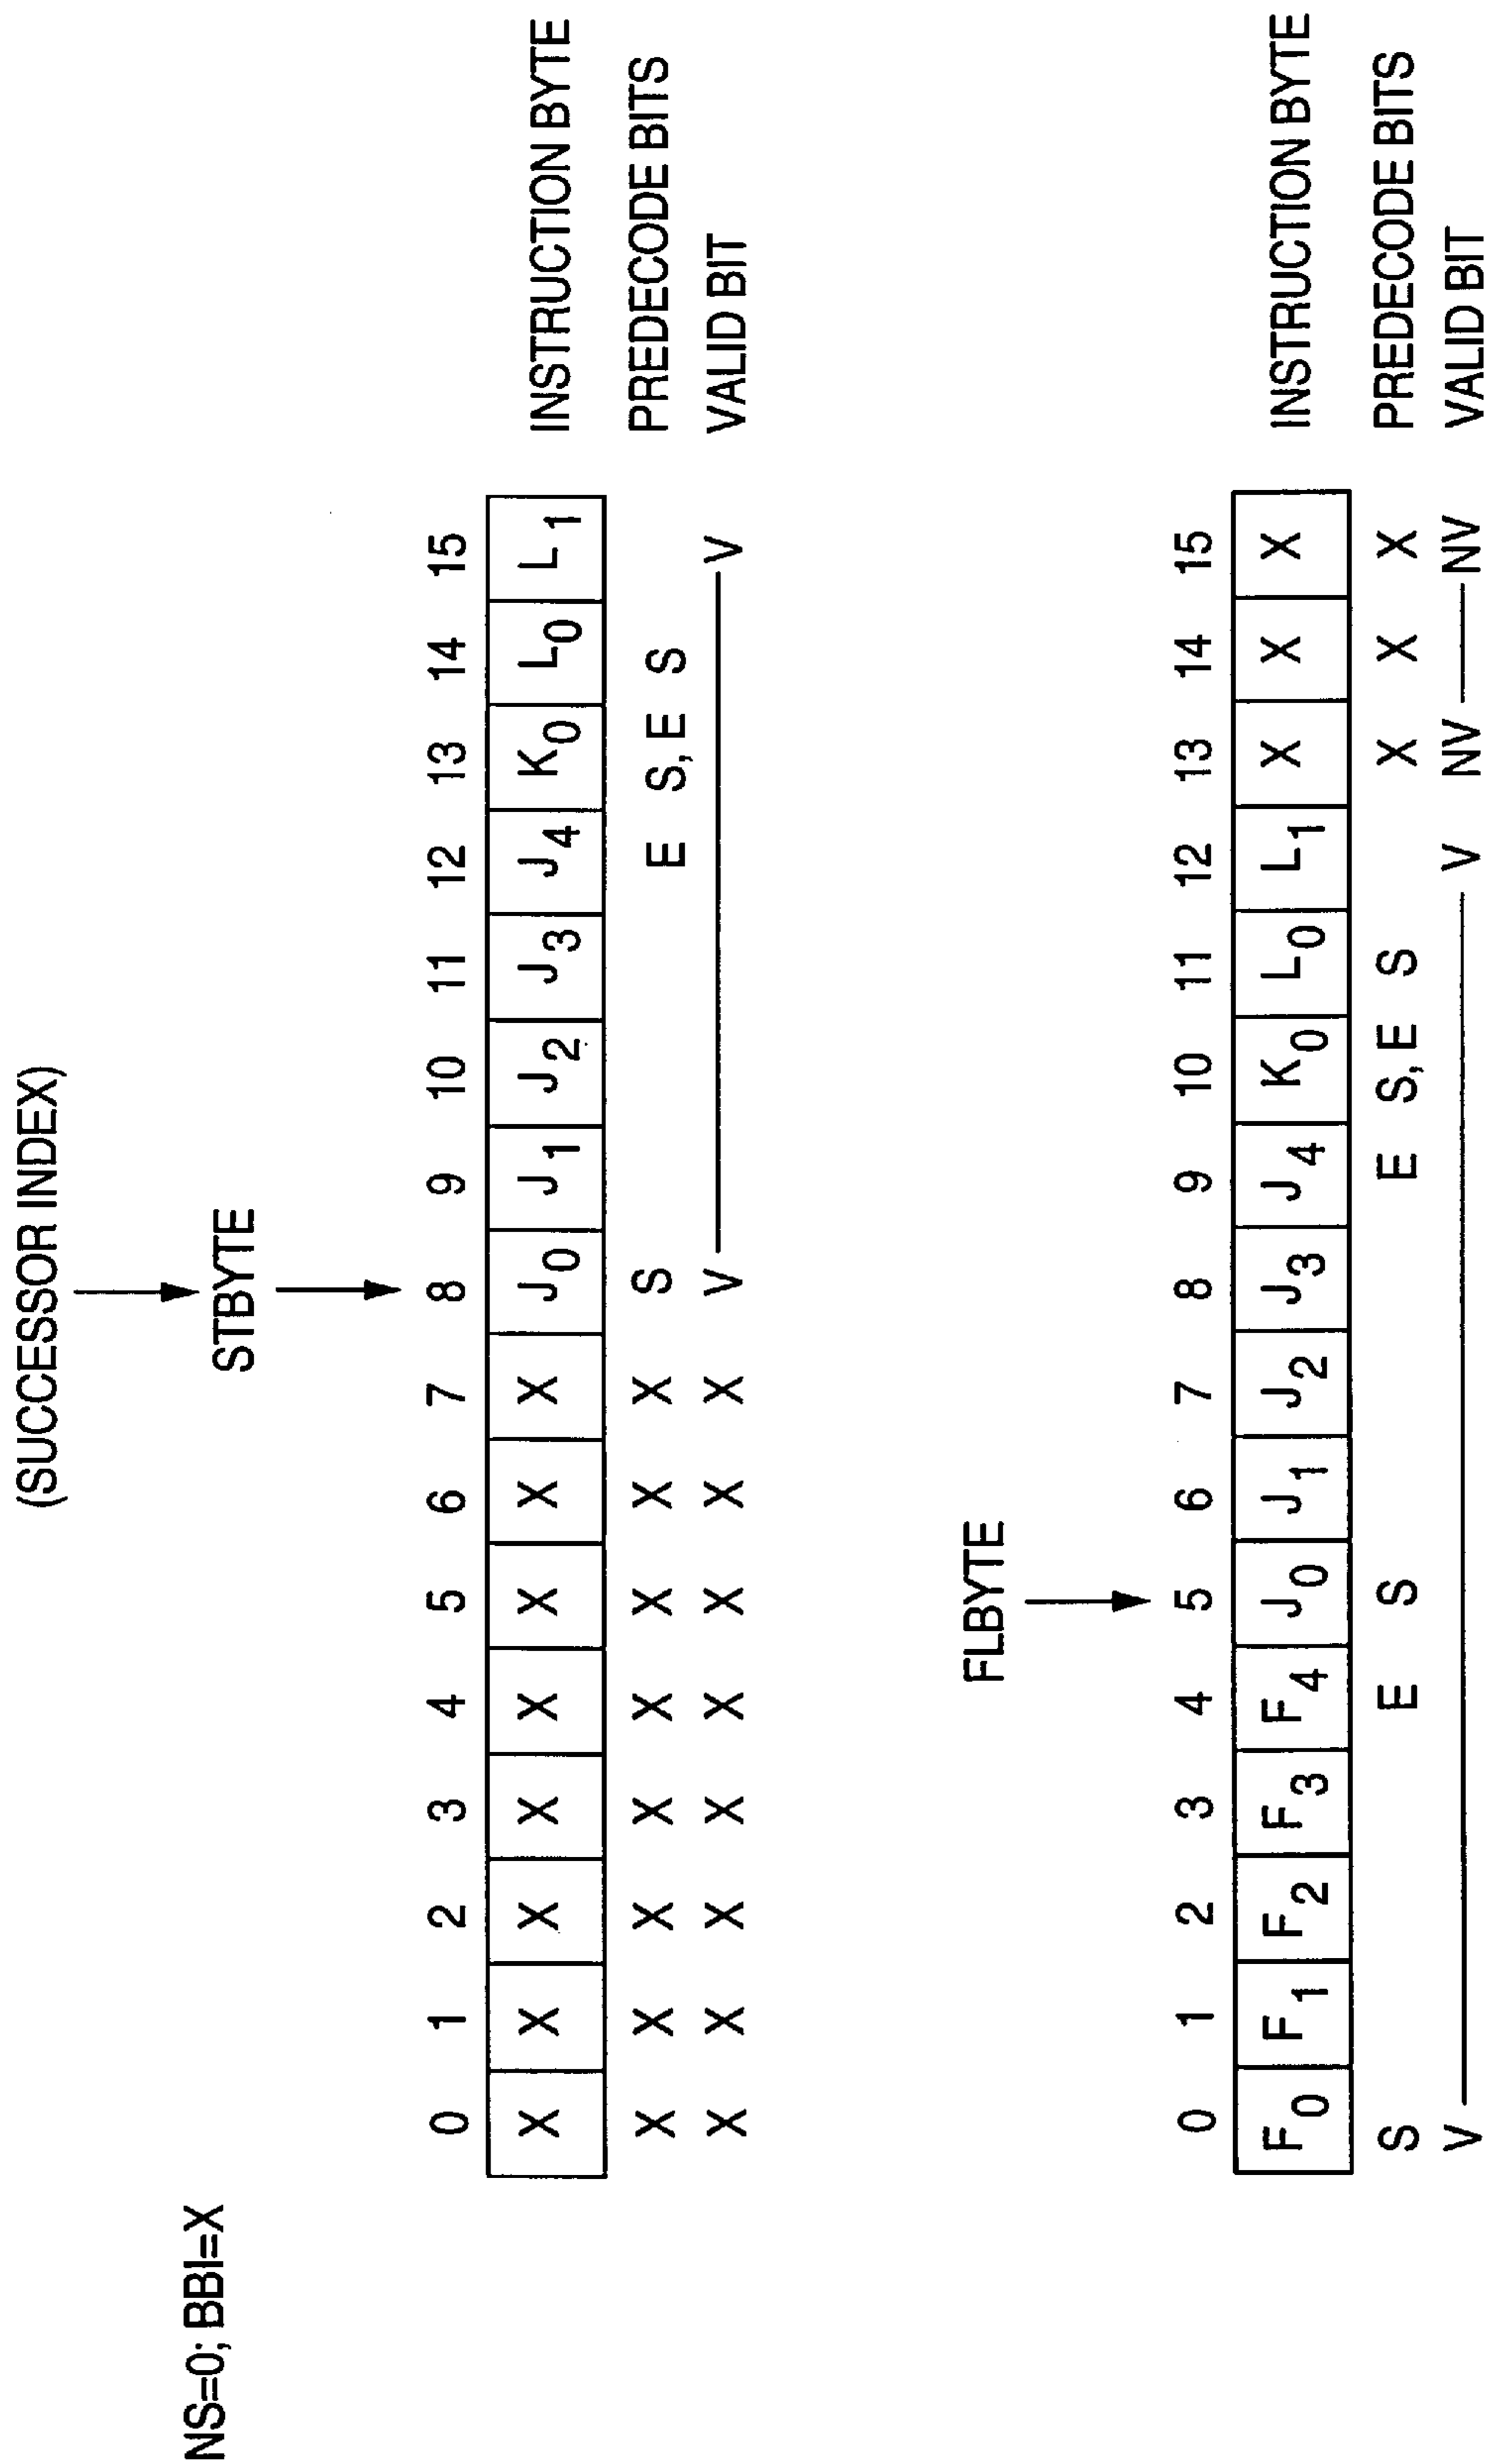 (SUCCESSOR INDEX)
NS=0; BBI=X
STBYTE
0 1 2 3 4 5 6 7 8 9 10 11 12 13 14 15
X X X X X X X X J0 J1 J2 J3 J4 K0 L0 L1 INSTRUCTION BYTE
X X X X X X X X S E S,E S PREDECODE BITS
X X X X X X X X V V VALID BIT
FLBYTE
0 1 2 3 4 5 6 7 8 9 10 11 12 13 14 15
F0 F1 F2 F3 F4 J0 J1 J2 J3 J4 K0 L0 L1 X X X INSTRUCTION BYTE
S E S E S,E S X X X PREDECODE BITS
V V NV NV VALID BIT